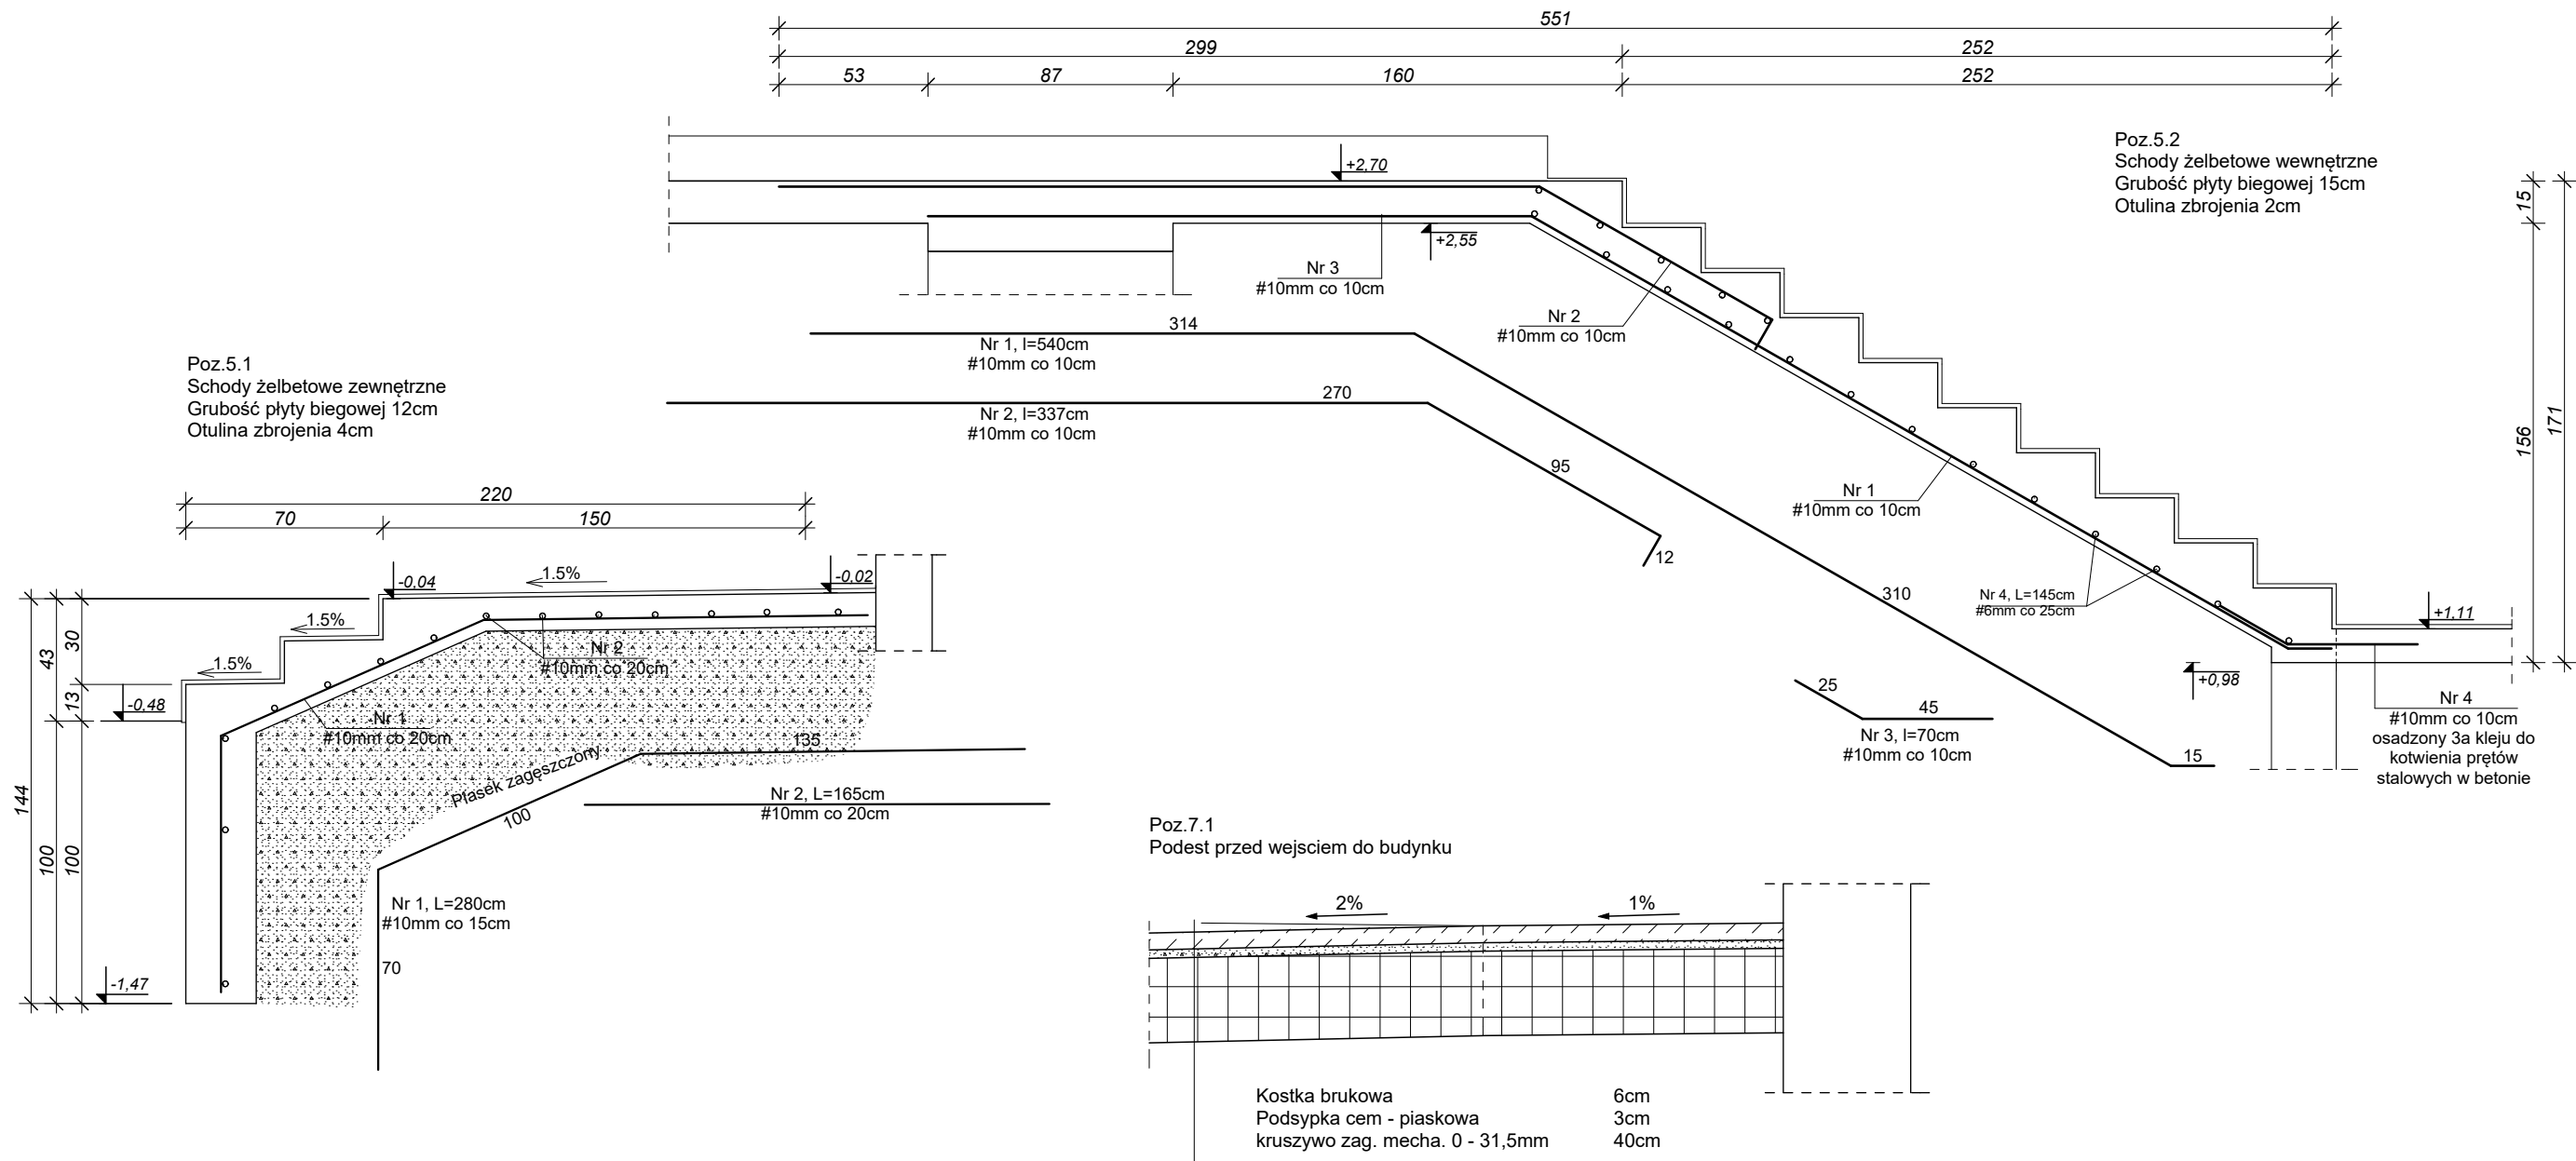 551
299
252
53
87
160
252
Poz.5.2
Schody żelbetowe wewnętrzne
Grubość płyty biegowej 15cm
Otulina zbrojenia 2cm
+2,70
+2,55
15
156
171
Nr 3
#10mm co 10cm
Nr 2
#10mm co 10cm
314
Nr 1, l=540cm
#10mm co 10cm
270
Nr 2, l=337cm
#10mm co 10cm
95
12
Nr 1
#10mm co 10cm
310
15
Nr 4, L=145cm
#6mm co 25cm
+1,11
+0,98
25
45
Nr 3, l=70cm
#10mm co 10cm
Nr 4
#10mm co 10cm
osadzony 3a kleju do
kotwienia prętów
stalowych w betonie
Poz.5.1
Schody żelbetowe zewnętrzne
Grubość płyty biegowej 12cm
Otulina zbrojenia 4cm
220
70
150
-0,04
1.5%
-0,02
1.5%
1.5%
30
43
13
144
100
100
-0,48
-1,47
Nr 2
#10mm co 20cm
Nr 1
#10mm co 20cm
Piasek zagęszczony
135
100
Nr 2, L=165cm
#10mm co 20cm
Nr 1, L=280cm
#10mm co 15cm
70
Poz.7.1
Podest przed wejsciem do budynku
2%
1%
Kostka brukowa 6cm
Podsypka cem - piaskowa 3cm
kruszywo zag. mecha. 0 - 31,5mm 40cm